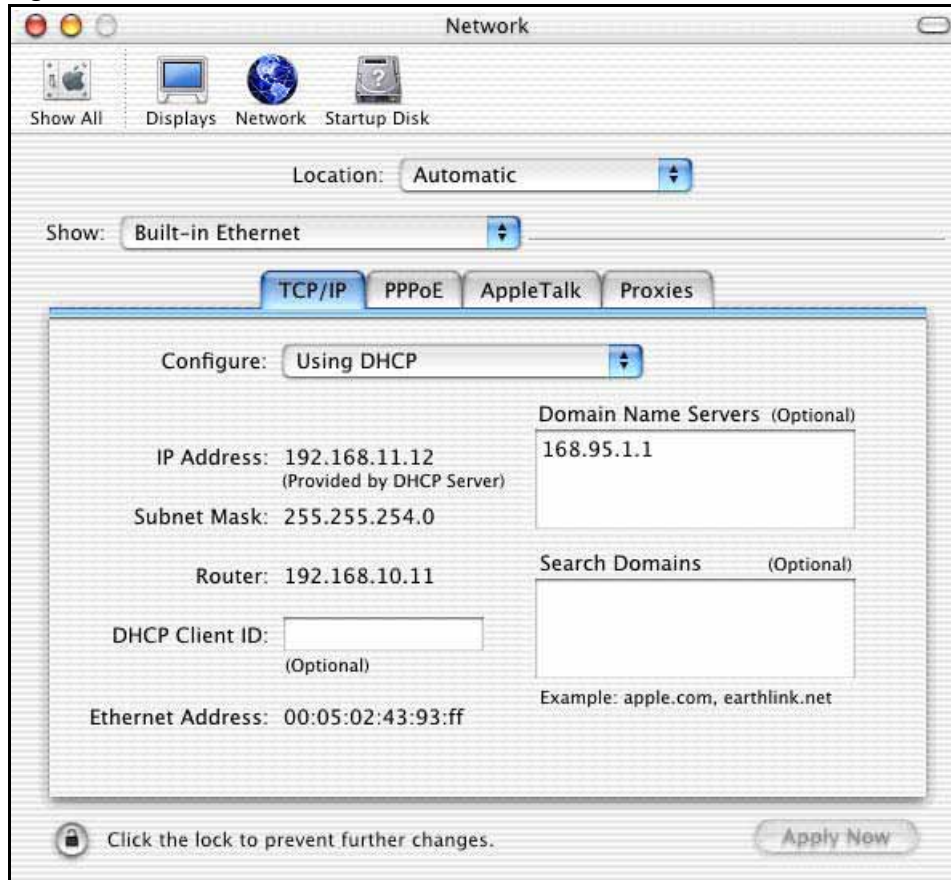 Network
Show All Displays Network Startup Disk
Location: Automatic
Show: Built-in Ethernet
TCP/IP PPPoE AppleTalk Proxies
Configure: Using DHCP
Domain Name Servers (Optional)
168.95.1.1
IP Address: 192.168.11.12
(Provided by DHCP Server)
Subnet Mask: 255.255.254.0
Router: 192.168.10.11
Search Domains (Optional)
DHCP Client ID:
(Optional)
Example: apple.com, earthlink.net
Ethernet Address: 00:05:02:43:93:ff
Click the lock to prevent further changes.
Apply Now